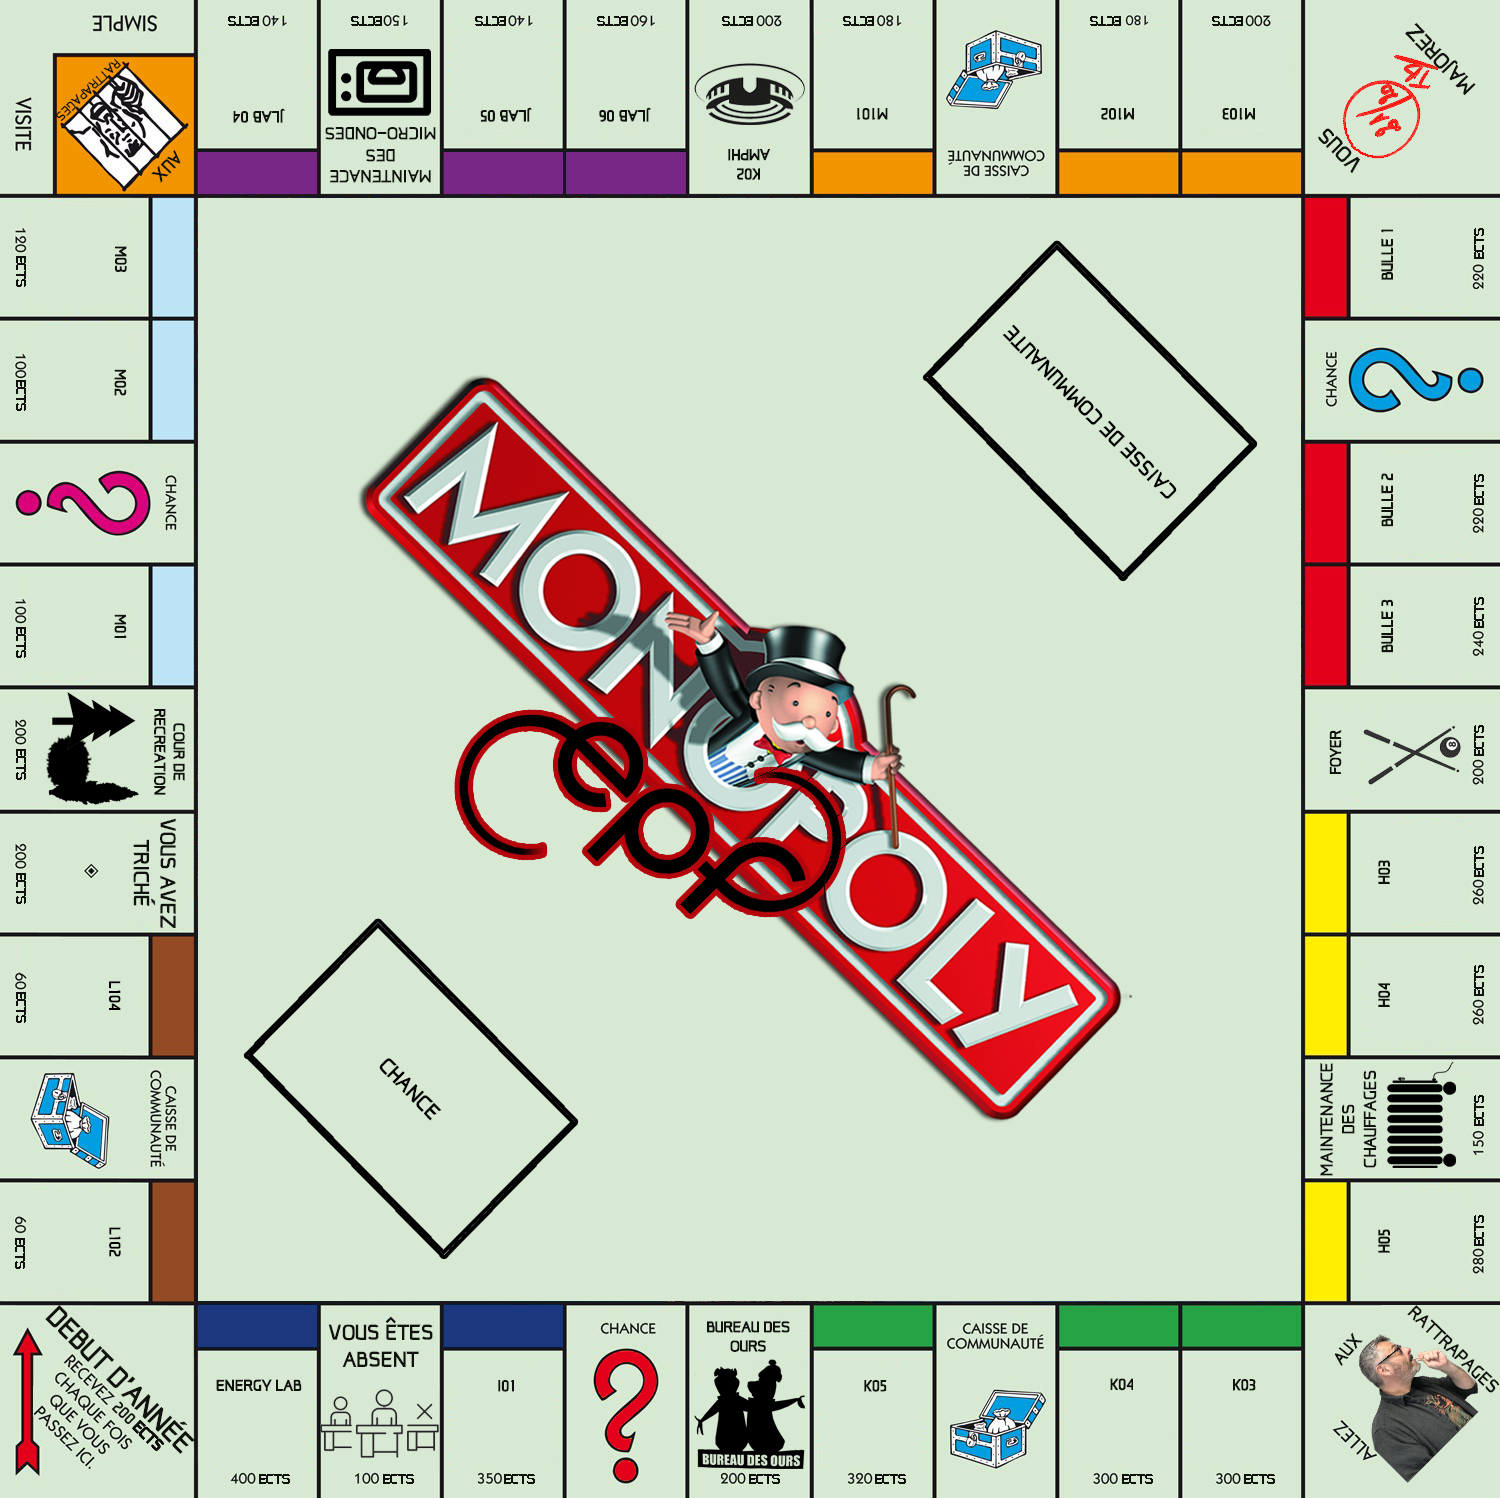 DEBUT D'ANNÉE
RECEVEZ 200 ECTS
CHAQUE FOIS
QUE VOUS
PASSEZ ICI.
L102
60 ECTS
CAISSE DE
COMMUNAUTÉ
L104
60 ECTS
VOUS AVEZ
TRICHÉ
200 ECTS
COUR DE
RECREATION
200 ECTS
M01
100 ECTS
CHANCE
M02
100 ECTS
M03
120 ECTS
AUX
RATTRAPAGES
VISITE
SIMPLE
JLAB 04
140 ECTS
MAINTENACE
DES
MICRO-ONDES
150 ECTS
JLAB 05
140 ECTS
JLAB 06
160 ECTS
K02
AMPHI
200 ECTS
M101
180 ECTS
CAISSE DE
COMMUNAUTÉ
M102
180 ECTS
M103
200 ECTS
VOUS
MAJOREZ
TP
18/20
BULLE 1
220 ECTS
CHANCE
BULLE 2
220 ECTS
BULLE 3
240 ECTS
FOYER
8
200 ECTS
H03
260 ECTS
H04
260 ECTS
MAINTENANCE
DES
CHAUFFAGES
150 ECTS
H05
280 ECTS
ALLEZ
AUX
RATTRAPAGES
K03
300 ECTS
K04
300 ECTS
CAISSE DE
COMMUNAUTÉ
K05
320 ECTS
BUREAU DES
OURS
BUREAU DES OURS
200 ECTS
CHANCE
I01
350 ECTS
VOUS ÊTES
ABSENT
100 ECTS
ENERGY LAB
400 ECTS
CAISSE DE COMMUNAUTE
MONOPOLY
CHANCE